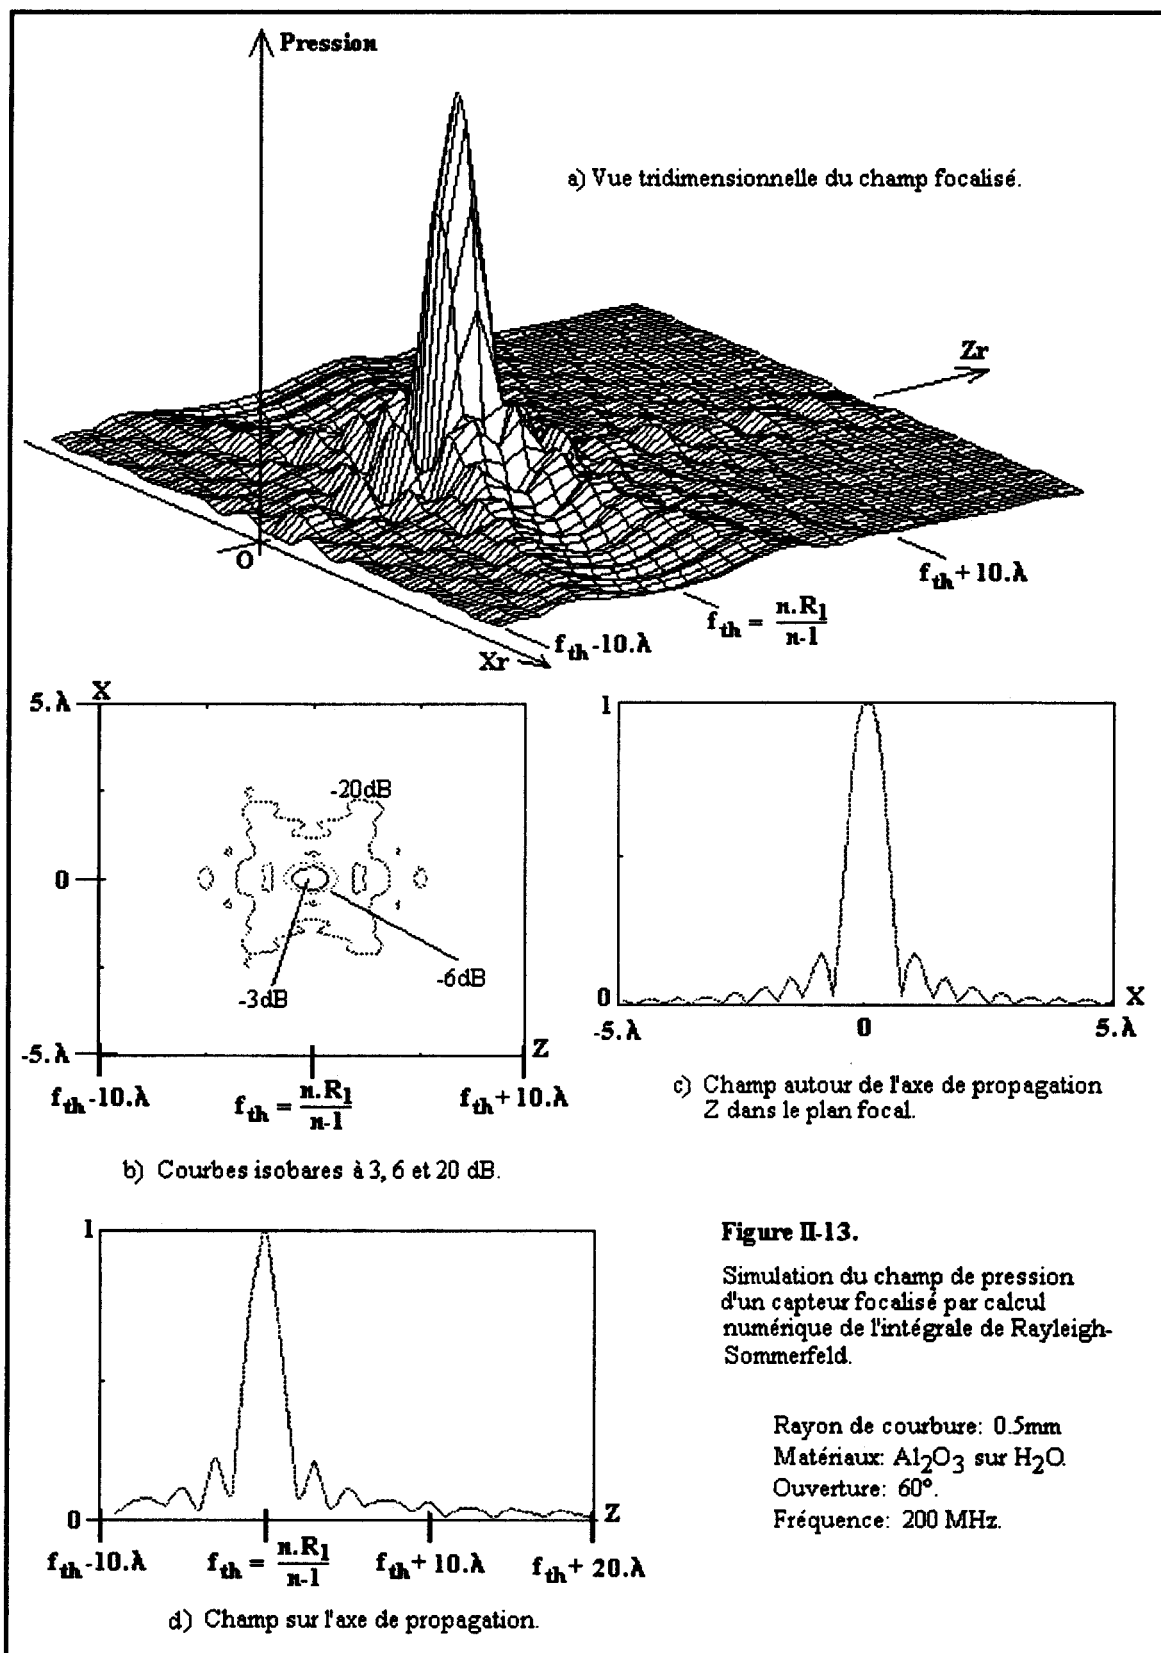 Pression
a) Vue tridimensionnelle du champ focalisé.
Zr
O
f_th + 10.λ
f_th = n.R1 / n-1
f_th -10.λ
Xr
X
5.λ
-20dB
0
-6dB
-3dB
-5.λ
Z
f_th -10.λ
f_th = n.R1 / n-1
f_th + 10.λ
b) Courbes isobares à 3, 6 et 20 dB.
1
0
X
-5.λ
0
5.λ
c) Champ autour de l'axe de propagation
Z dans le plan focal.
1
0
Z
f_th -10.λ
f_th = n.R1 / n-1
f_th + 10.λ
f_th + 20.λ
d) Champ sur l'axe de propagation.
Figure II-13.
Simulation du champ de pression
d'un capteur focalisé par calcul
numérique de l'intégrale de Rayleigh-
Sommerfeld.
Rayon de courbure: 0.5mm
Matériaux: Al2O3 sur H2O
Ouverture: 60°.
Fréquence: 200 MHz.